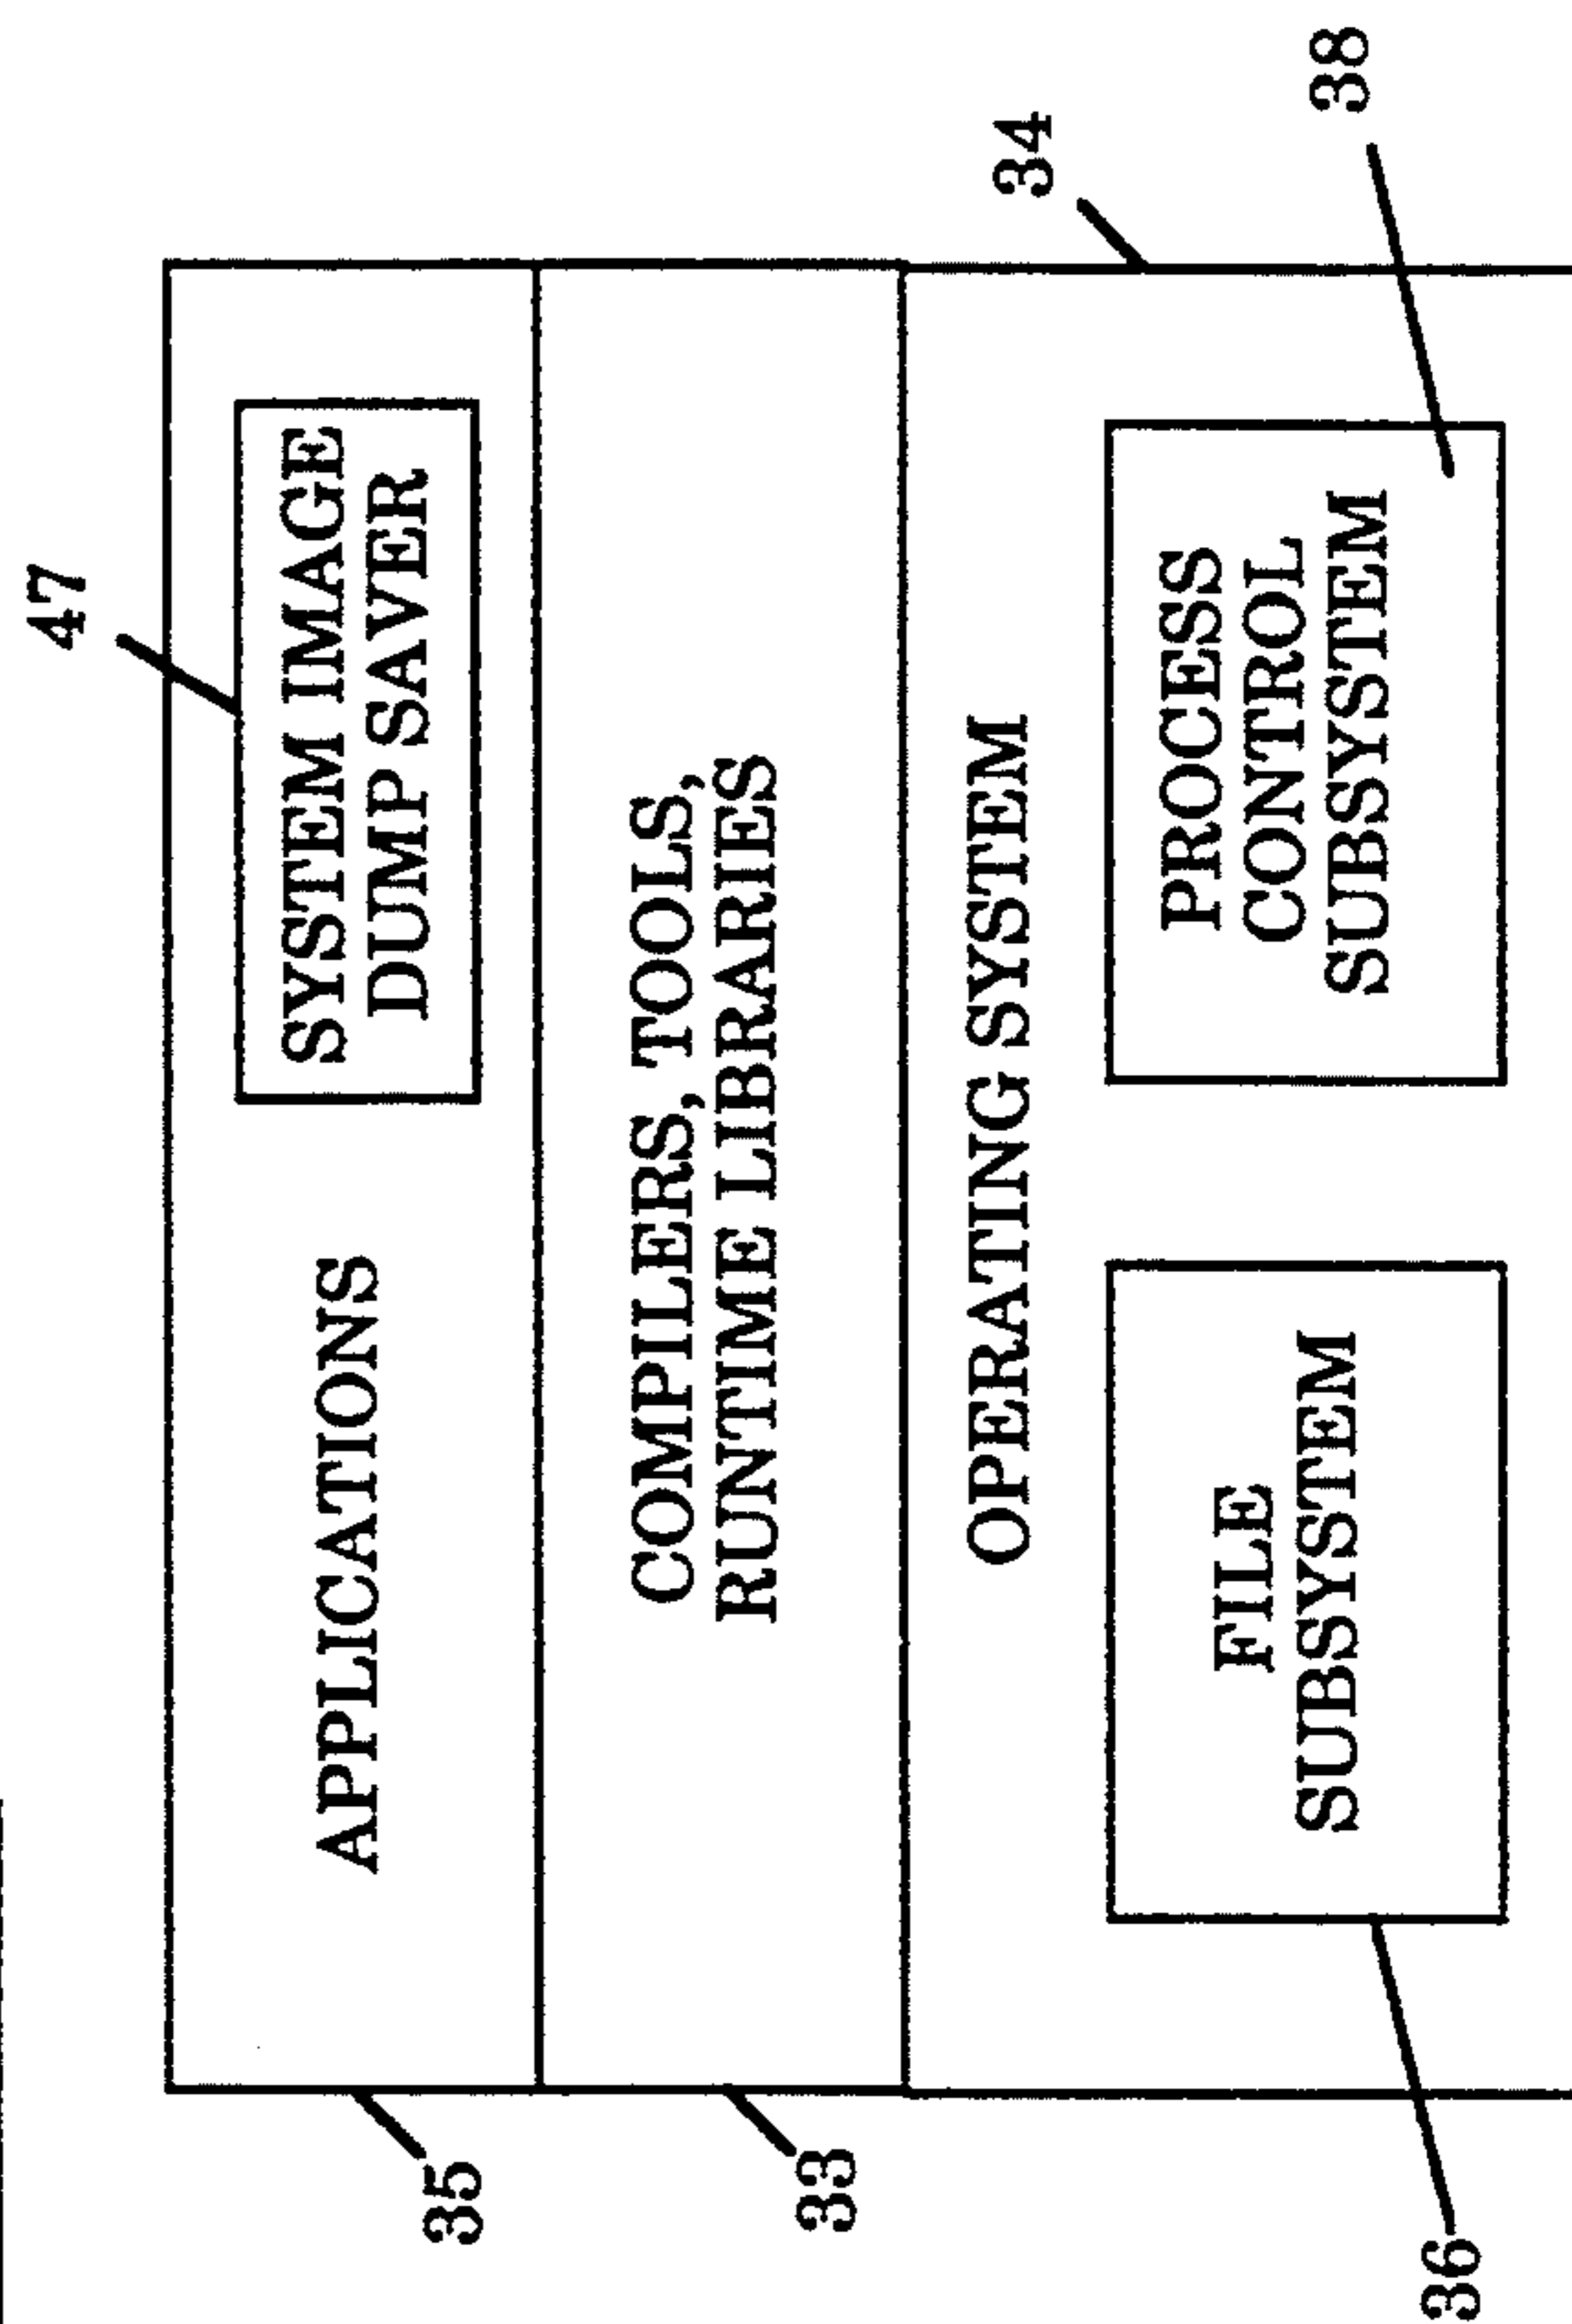 47
SYSTEM IMAGE
DUMP SAVER
APPLICATIONS
35
COMPILERS, TOOLS,
RUNTIME LIBRARIES
33
34
OPERATING SYSTEM
38
FILE
SUBSYSTEM
PROCESS
CONTROL
SUBSYSTEM
36